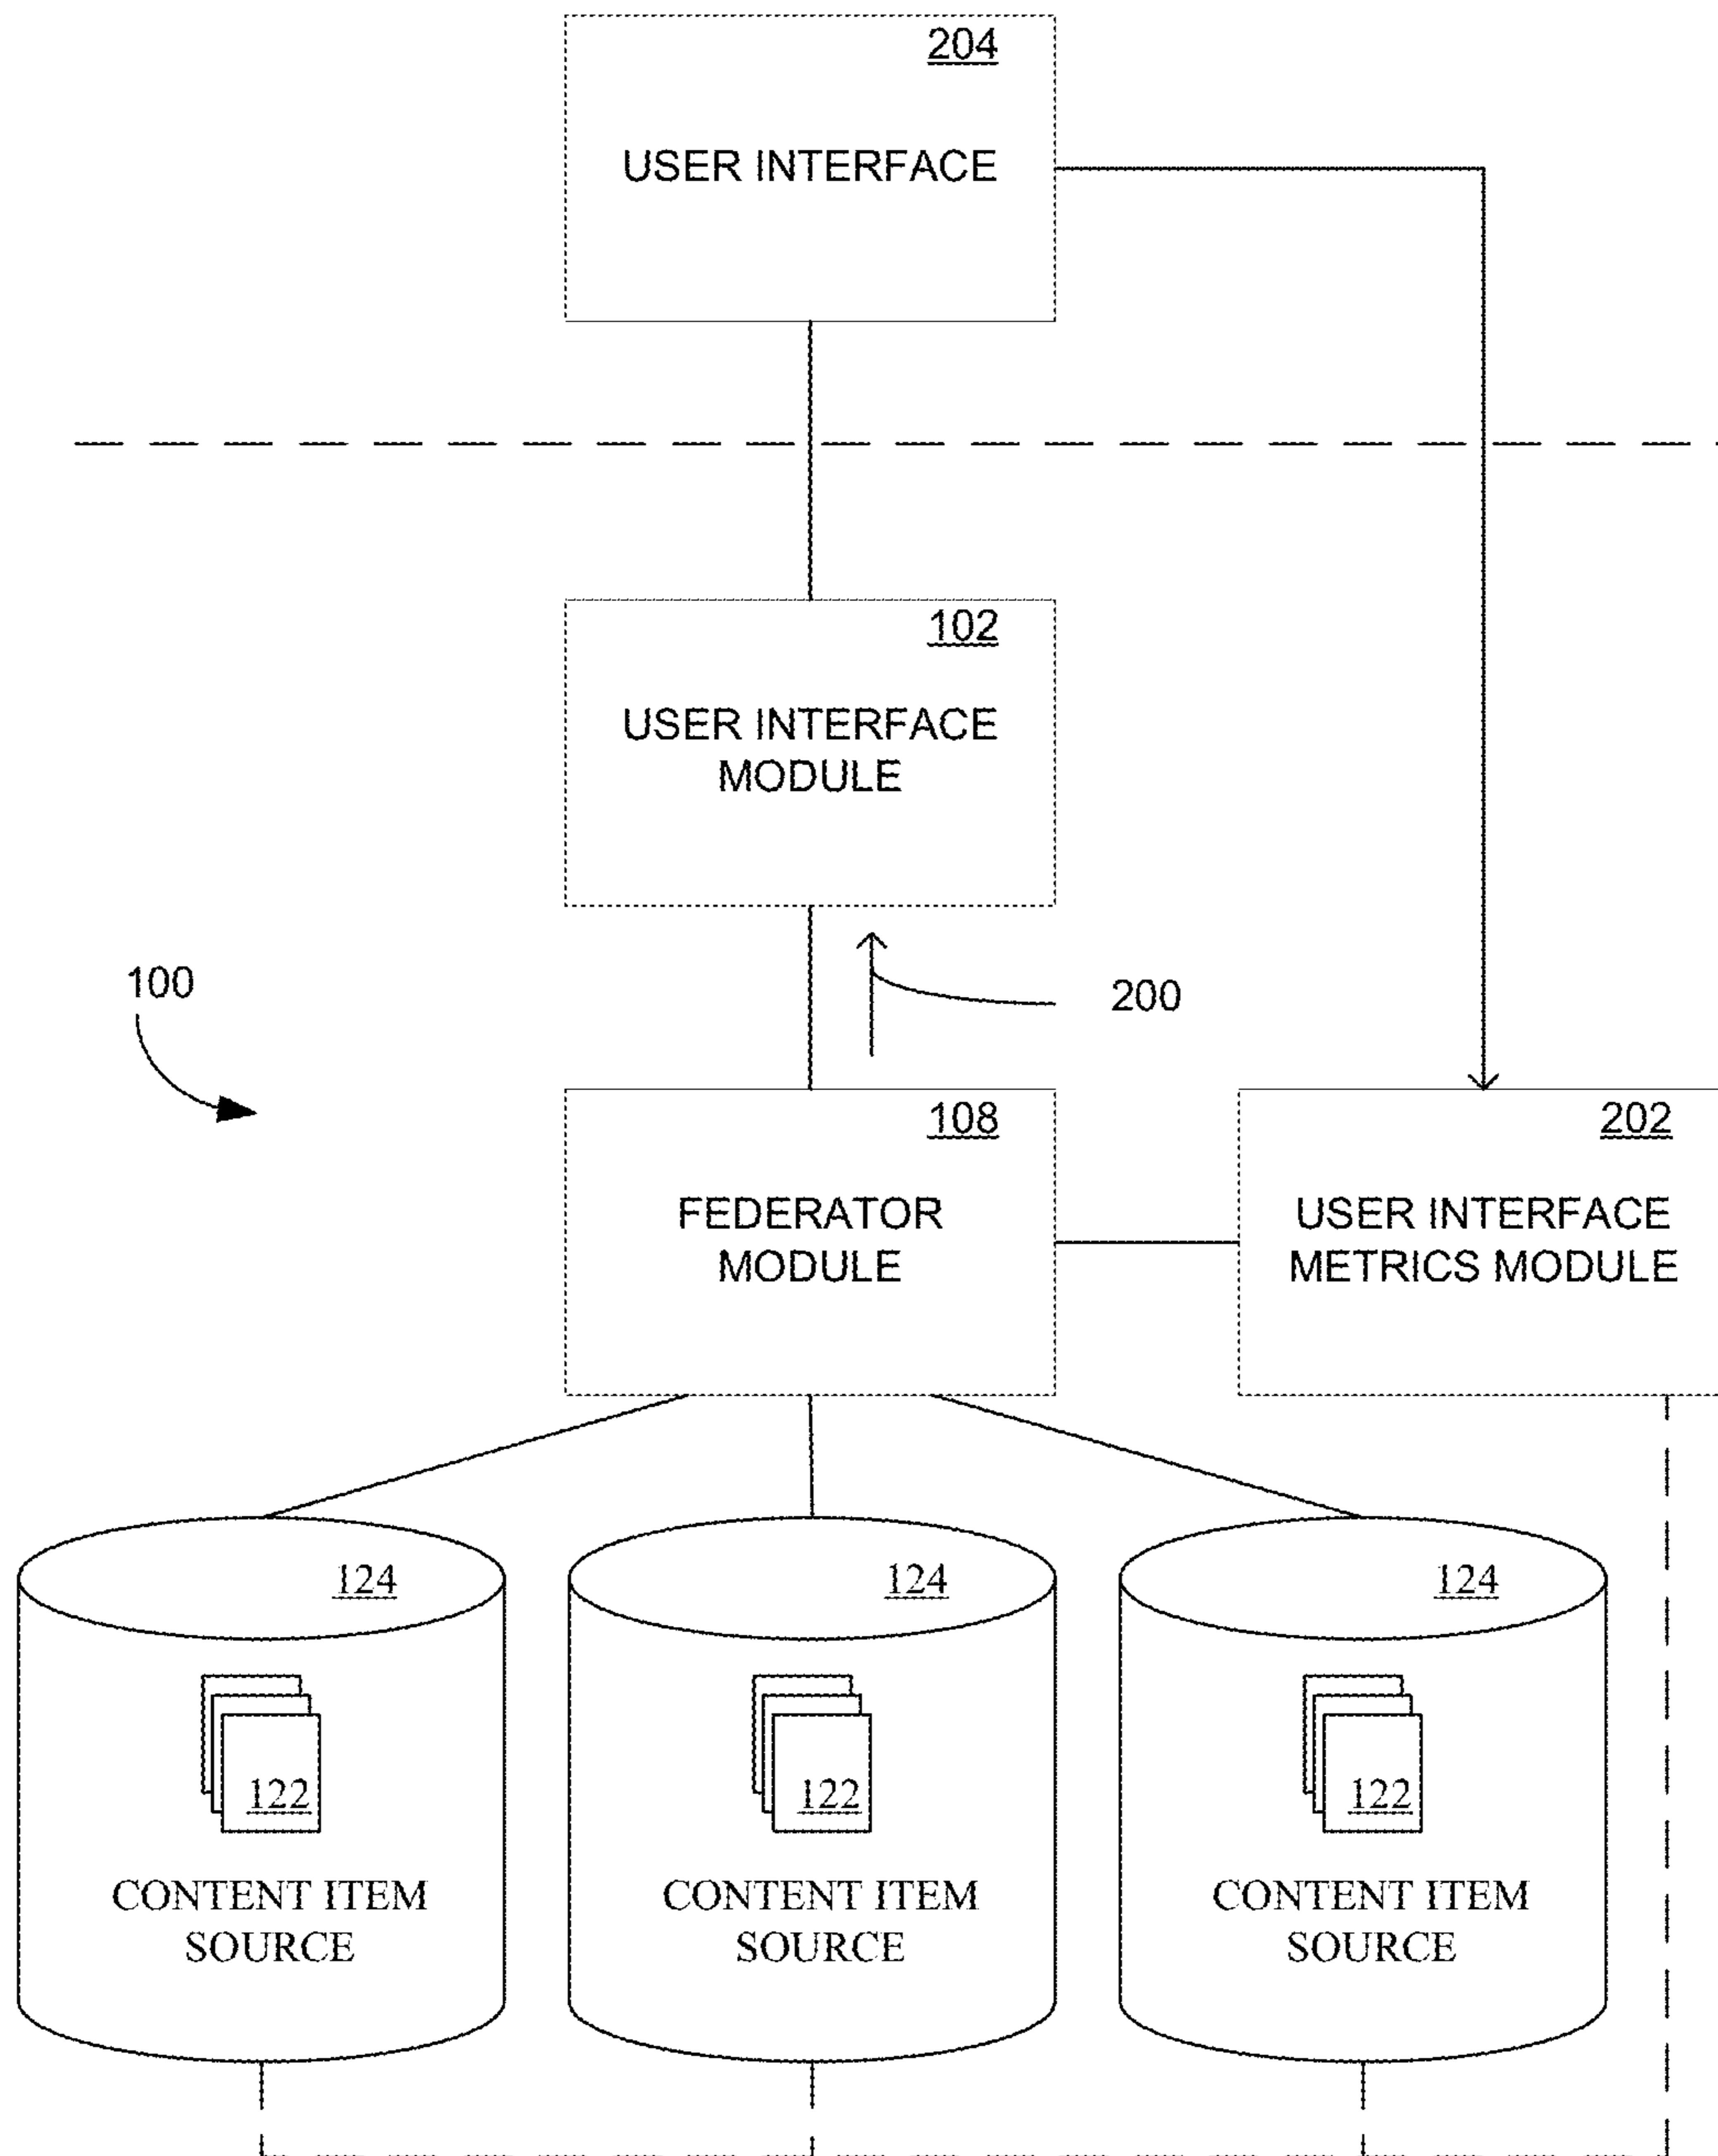 204
USER INTERFACE
102
USER INTERFACE
MODULE
100
200
108
FEDERATOR
MODULE
202
USER INTERFACE
METRICS MODULE
124
122
CONTENT ITEM
SOURCE
124
122
CONTENT ITEM
SOURCE
124
122
CONTENT ITEM
SOURCE